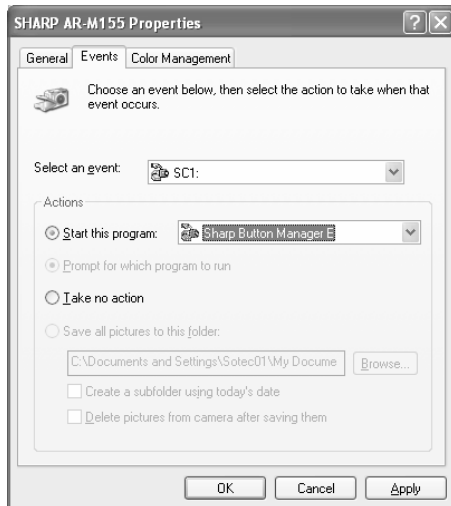 SHARP AR-M155 Properties
General Events Color Management
Choose an event below, then select the action to take when that
event occurs.
Select an event: SC1:
Actions
Start this program: Sharp Button Manager E
Prompt for which program to run
Take no action
Save all pictures to this folder:
C:\Documents and Settings\Sotec01\My Docume Browse...
Create a subfolder using today's date
Delete pictures from camera after saving them
OK Cancel Apply